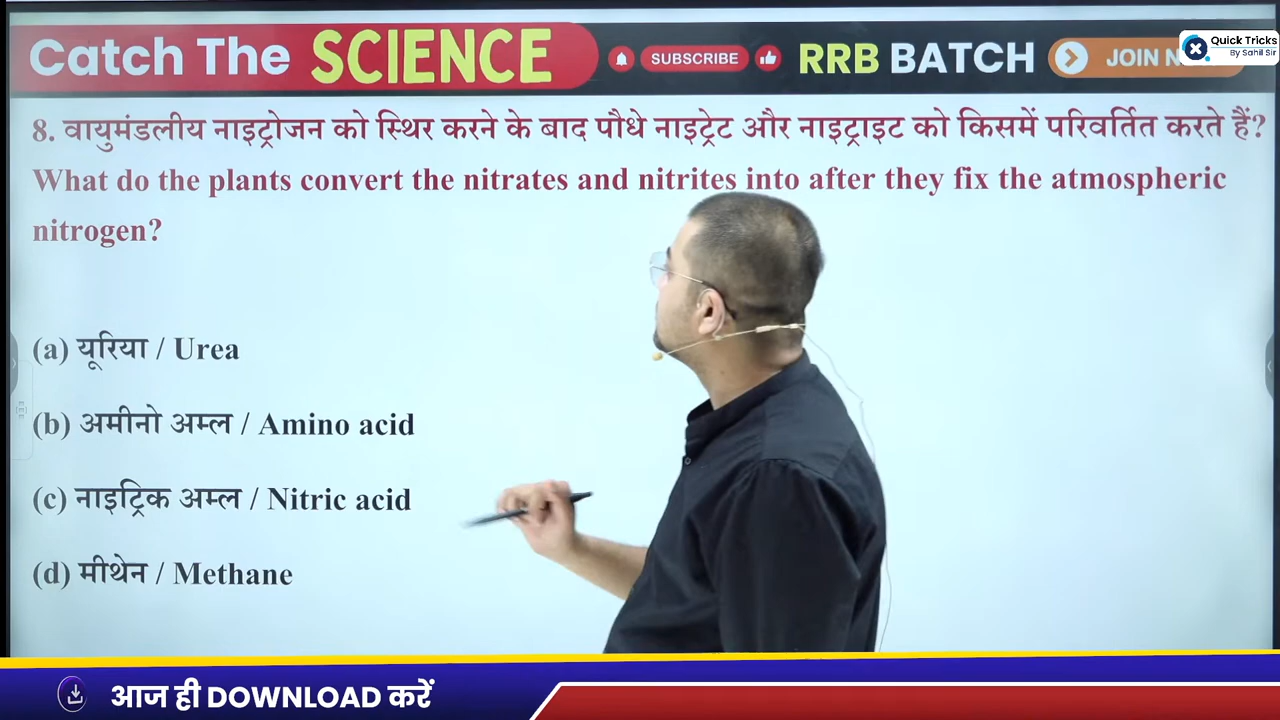 Catch The SCIENCE
SUBSCRIBE
RRB BATCH
JOIN
Quick Tricks
By Sahil Sir
8. वायुमंडलीय नाइट्रोजन को स्थिर करने के बाद पौधे नाइट्रेट और नाइट्राइट को किसमें परिवर्तित करते हैं?
What do the plants convert the nitrates and nitrites into after they fix the atmospheric
nitrogen?
(a) यूरिया / Urea
(b) अमीनो अम्ल / Amino acid
(c) नाइट्रिक अम्ल / Nitric acid
(d) मीथेन / Methane
आज ही DOWNLOAD करें